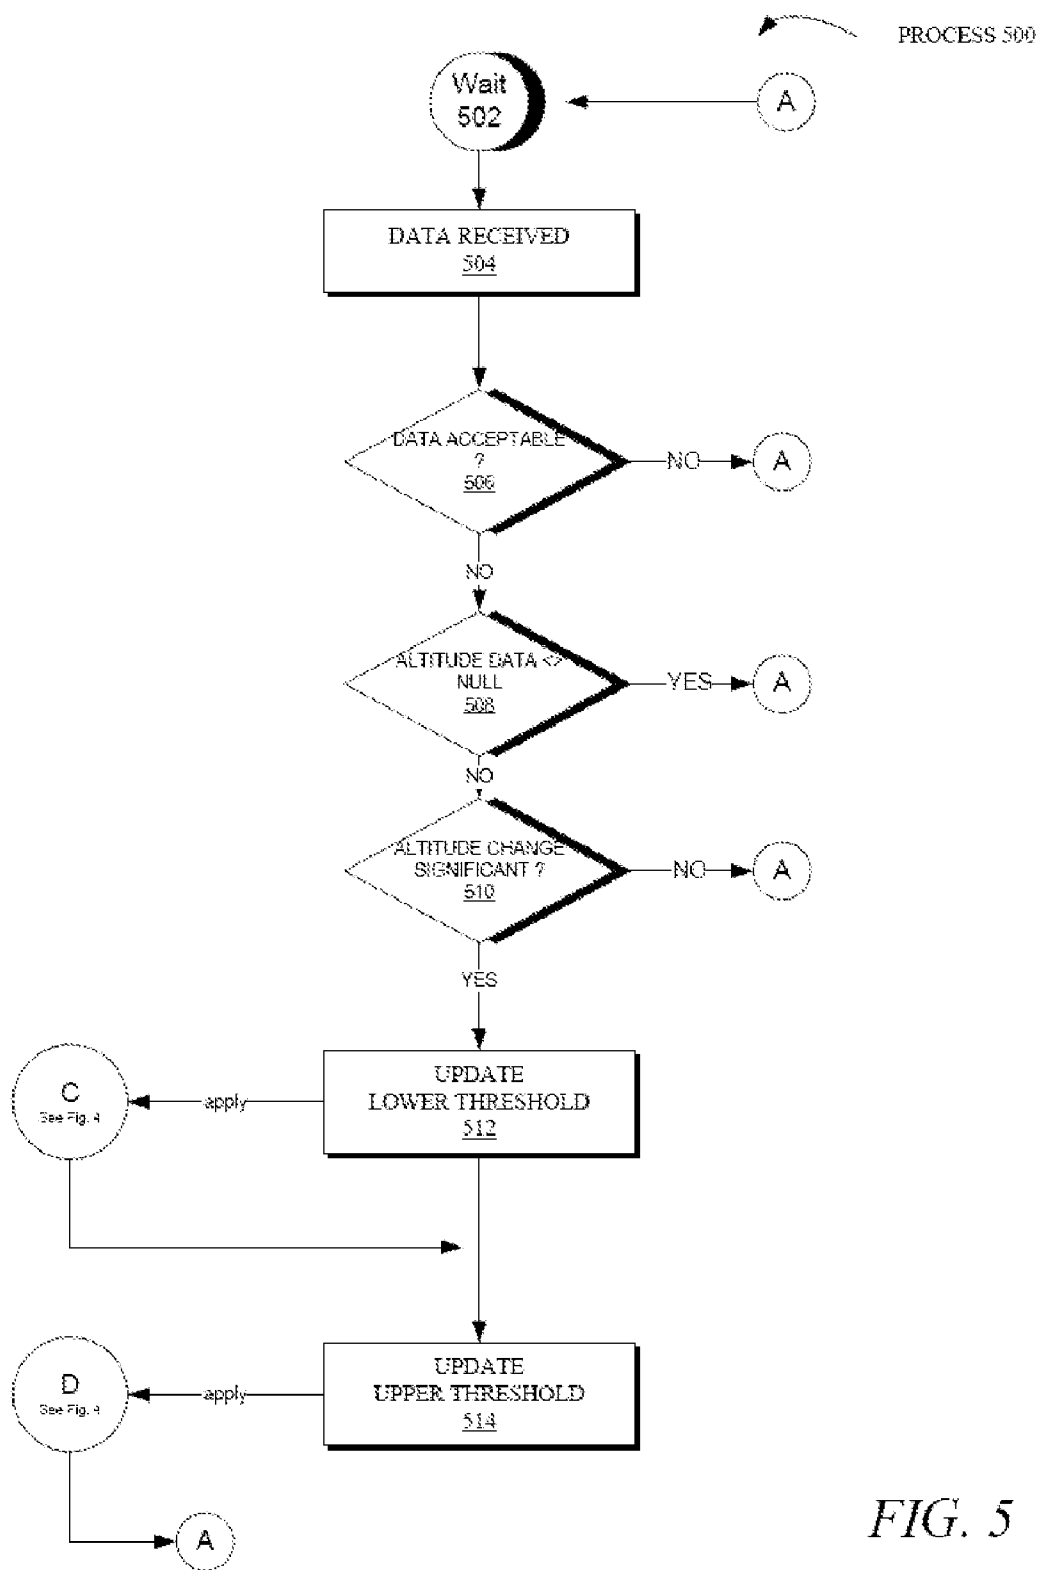 PROCESS 500
Wait
502
A
DATA RECEIVED
504
DATA ACCEPTABLE
?
506
NO
A
NO
ALTITUDE DATA <>
NULL
508
YES
A
NO
ALTITUDE CHANGE
SIGNIFICANT ?
510
NO
A
YES
UPDATE
LOWER THRESHOLD
512
apply
C
See Fig. 4
UPDATE
UPPER THRESHOLD
514
apply
D
See Fig. 4
A
FIG. 5